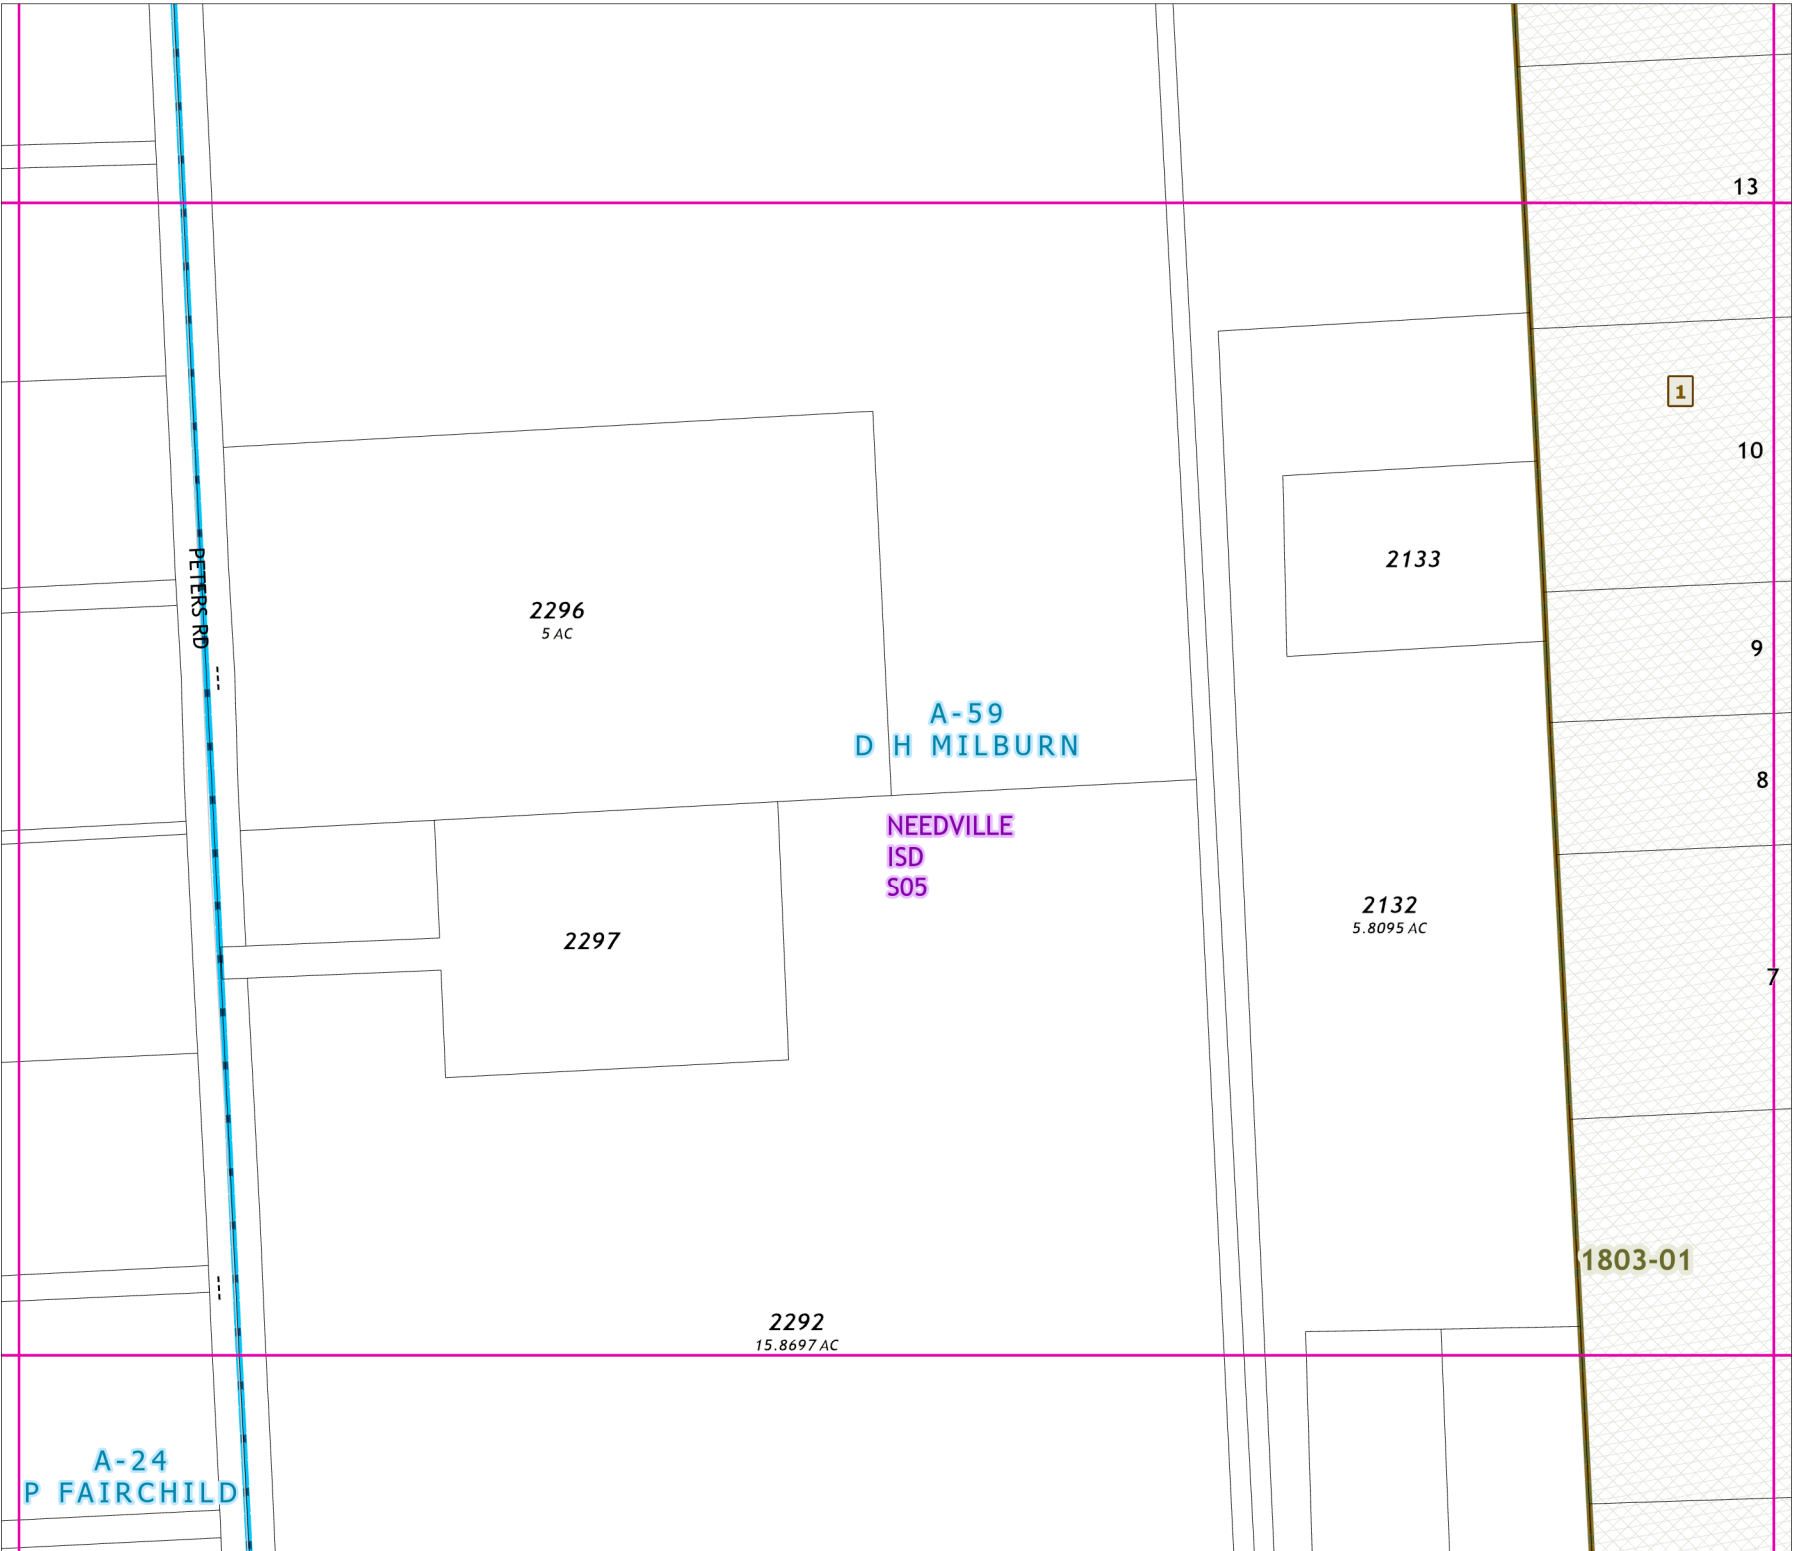 13
1
10
PETERS RD
2133
2296
5 AC
9
A-59
D H MILBURN
8
NEEDVILLE
ISD
S05
2132
5.8095 AC
2297
7
1803-01
2292
15.8697 AC
A-24
P FAIRCHILD